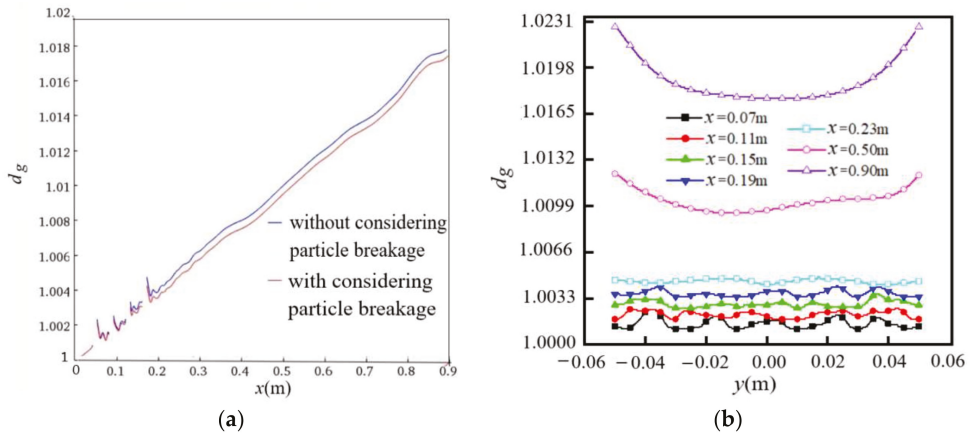 1.02
1.018
1.016
1.014
1.012
1.01
1.008
1.006
1.004
1.002
1
dg
0 0.1 0.2 0.3 0.4 0.5 0.6 0.7 0.8 0.9
x(m)
without considering
particle breakage
with considering
particle breakage
(a)
1.0231
1.0198
1.0165
1.0132
1.0099
1.0066
1.0033
1.0000
dg
−0.06 −0.04 −0.02 0.00 0.02 0.04 0.06
y(m)
x=0.07m
x=0.11m
x=0.15m
x=0.19m
x=0.23m
x=0.50m
x=0.90m
(b)